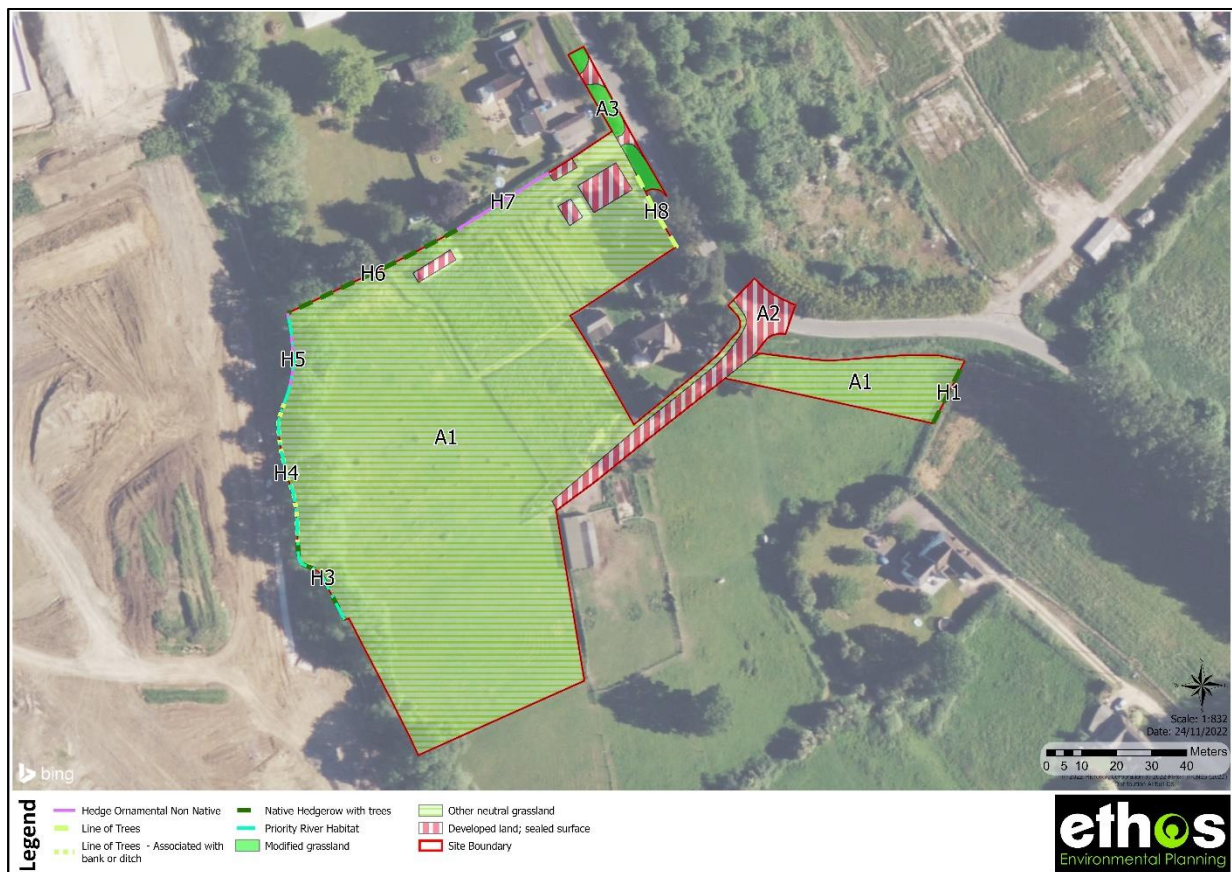 A3
H7
H8
H6
A2
H5
A1
H1
A1
H4
H3
Scale: 1:832
Date: 24/11/2022
Meters
0 5 10 20 30 40
bing
Legend
Hedge Ornamental Non Native
Line of Trees
Line of Trees - Associated with
bank or ditch
Native Hedgerow with trees
Priority River Habitat
Modified grassland
Other neutral grassland
Developed land; sealed surface
Site Boundary
ethos
Environmental Planning